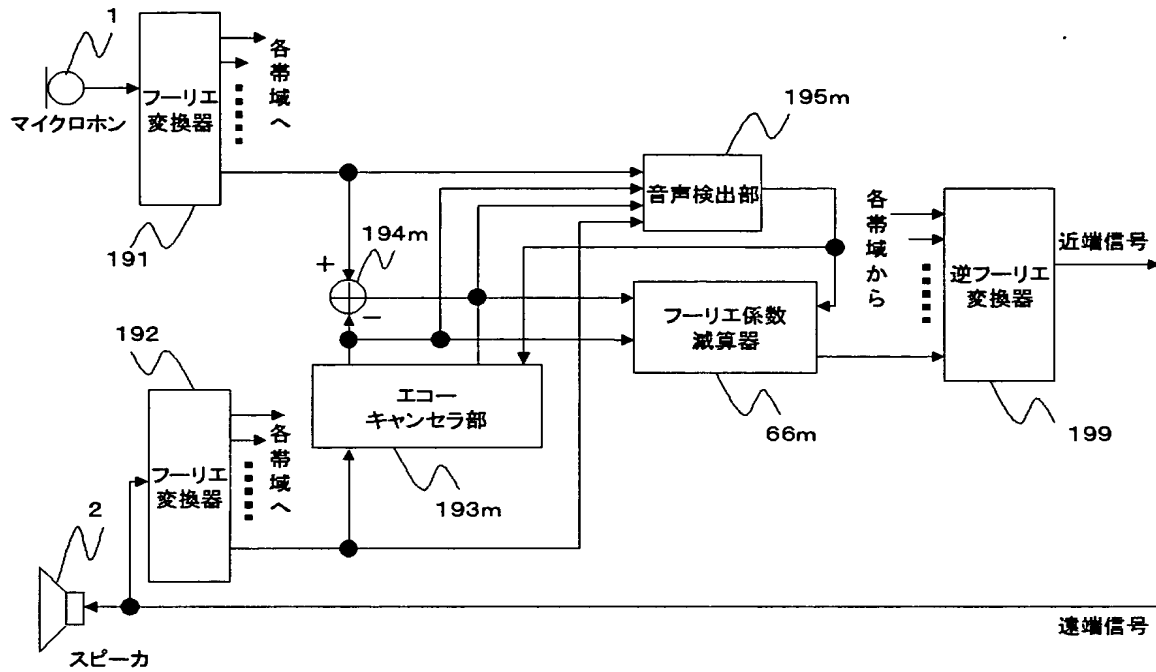 1
マイクロホン
フーリエ
変換器
各帯域へ
191
195m
音声検出部
194m
+
−
各帯域から
逆フーリエ
変換器
近端信号
フーリエ係数
減算器
66m
199
192
エコー
キャンセラ部
193m
フーリエ
変換器
各帯域へ
2
スピーカ
遠端信号